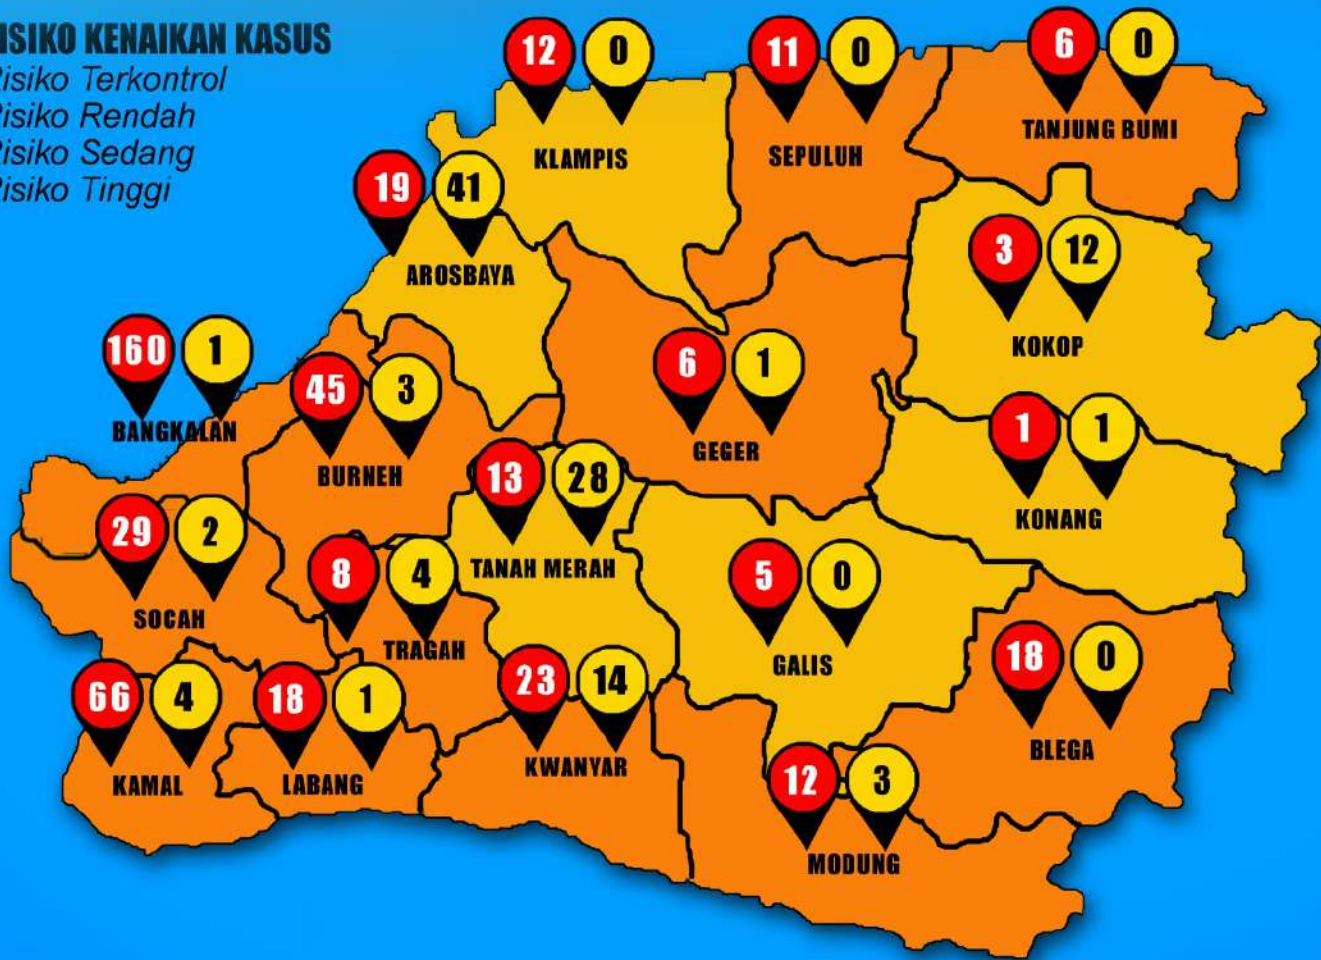 ISIKO KENAIKAN KASUS
isiko Terkontrol
isiko Rendah
isiko Sedang
isiko Tinggi
12 0
KLAMPIS
11 0
SEPULUH
6 0
TANJUNG BUMI
19 41
AROSBAYA
3 12
KOKOP
160 1
BANGKALAN
45 3
BURNEH
6 1
GEGER
1 1
KONANG
13 28
TANAH MERAH
29 2
SOCAH
8 4
TRAGAH
5 0
GALIS
18 0
BLEGA
66 4
KAMAL
18 1
LABANG
23 14
KWANYAR
12 3
MODUNG